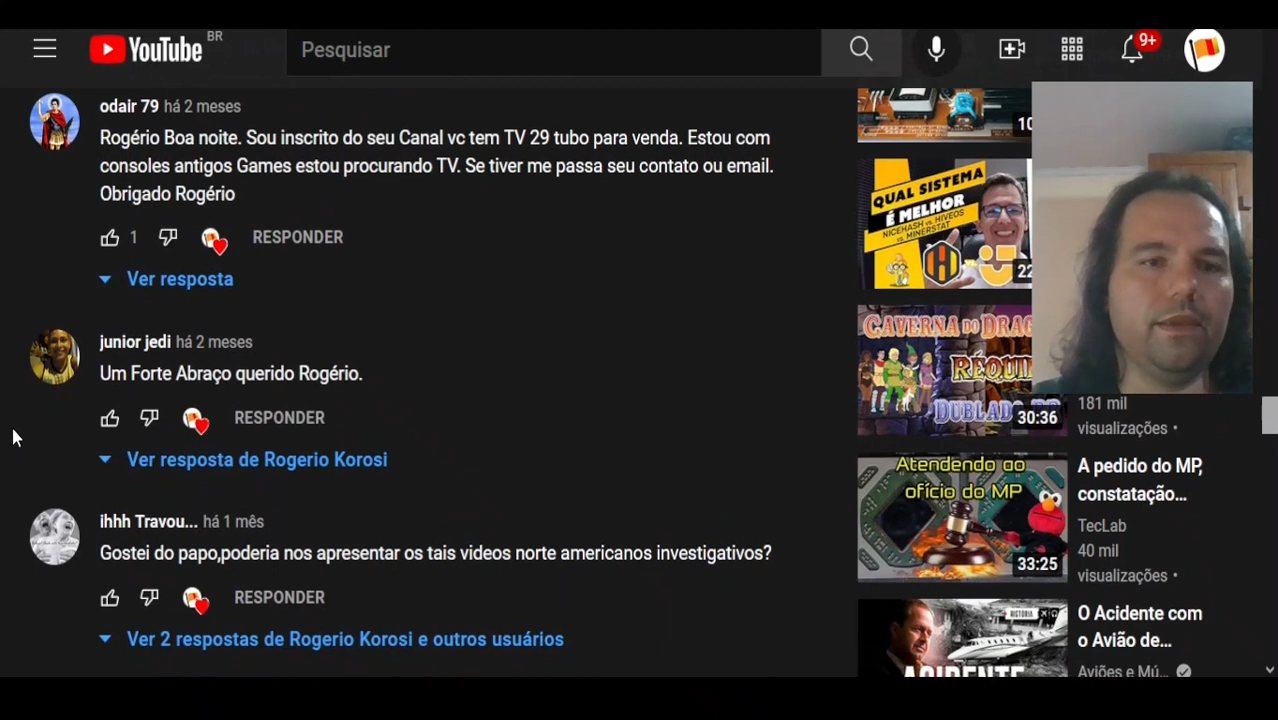 YouTube BR
Pesquisar
9+
odair 79 há 2 meses
Rogério Boa noite. Sou inscrito do seu Canal vc tem TV 29 tubo para venda. Estou com
consoles antigos Games estou procurando TV. Se tiver me passa seu contato ou email.
Obrigado Rogério
1 RESPONDER
Ver resposta
junior jedi há 2 meses
Um Forte Abraço querido Rogério.
RESPONDER
Ver resposta de Rogerio Korosi
ihhh Travou... há 1 mês
Gostei do papo,poderia nos apresentar os tais videos norte americanos investigativos?
RESPONDER
Ver 2 respostas de Rogerio Korosi e outros usuários
10
QUAL SISTEMA
É MELHOR
NICEHASH vs. HIVEOS
vs. MINERSTAT
22
CAVERNA DO DRAG
RÉQUI
DUBLADO
30:36
181 mil
visualizações •
Atendendo ao
ofício do MP
33:25
A pedido do MP,
constatação...
TecLab
40 mil
visualizações •
HISTÓRIA
ACIDENTE
O Acidente com
o Avião de...
Aviões e Mú...